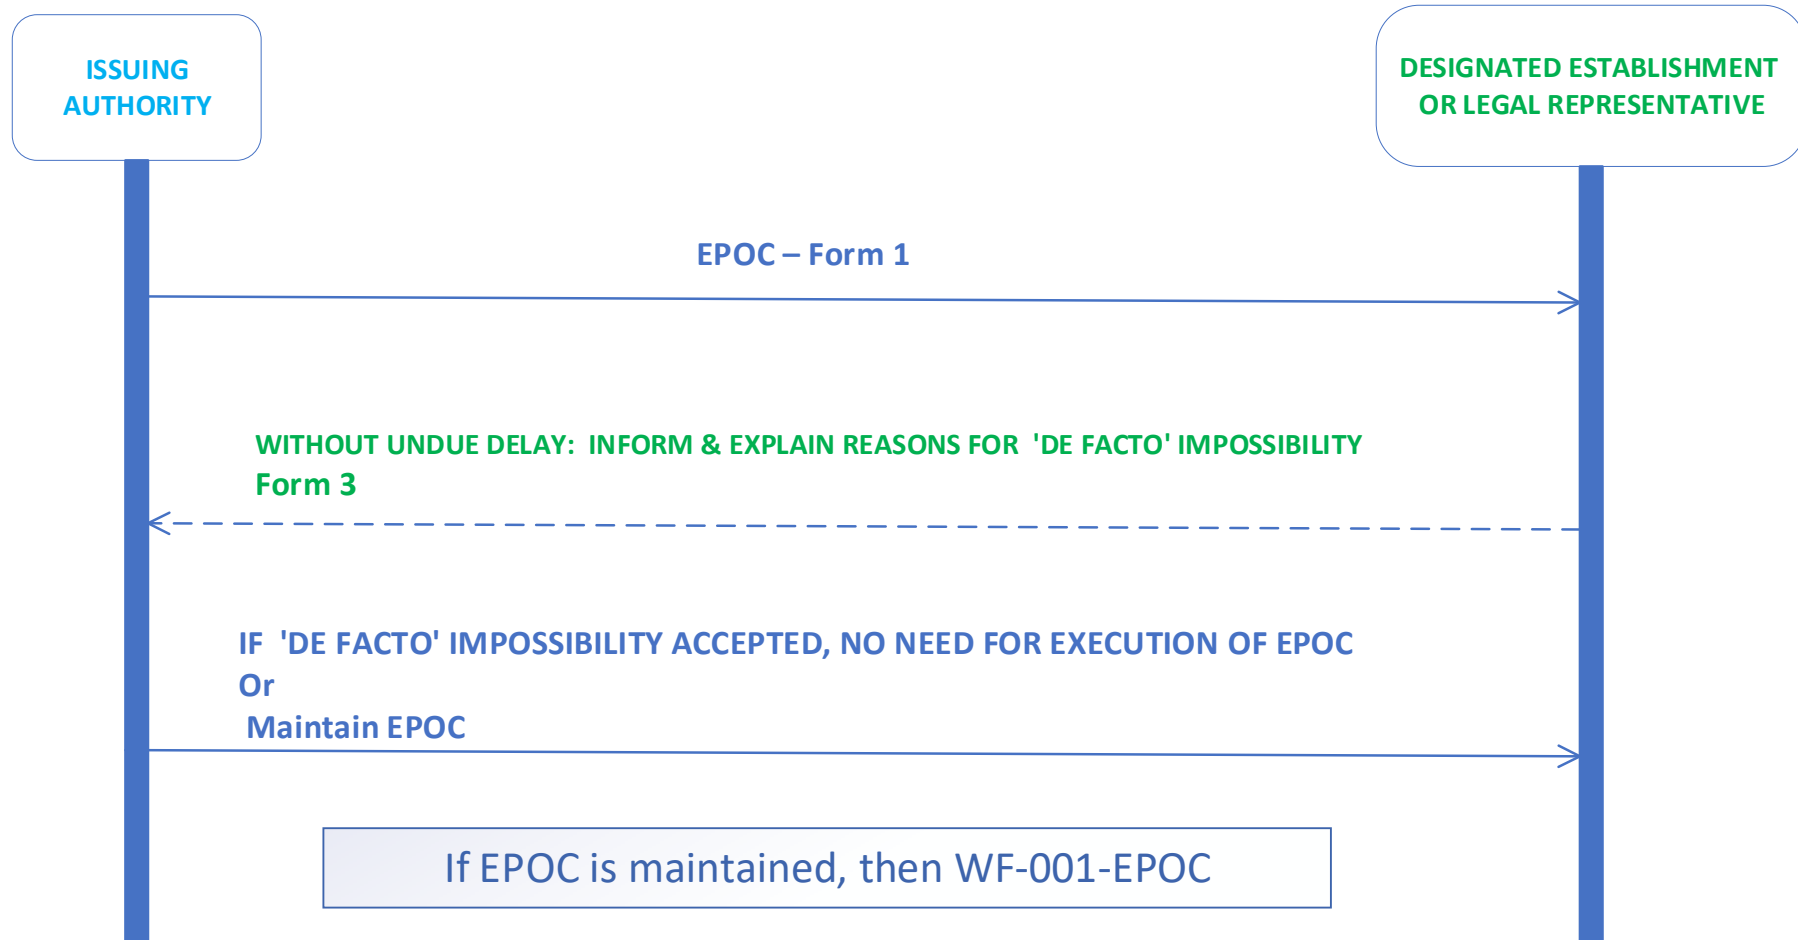 ISSUING
AUTHORITY
DESIGNATED ESTABLISHMENT
OR LEGAL REPRESENTATIVE
EPOC – Form 1
WITHOUT UNDUE DELAY:  INFORM & EXPLAIN REASONS FOR  'DE FACTO' IMPOSSIBILITY
Form 3
IF  'DE FACTO' IMPOSSIBILITY ACCEPTED, NO NEED FOR EXECUTION OF EPOC
Or
Maintain EPOC
If EPOC is maintained, then WF-001-EPOC